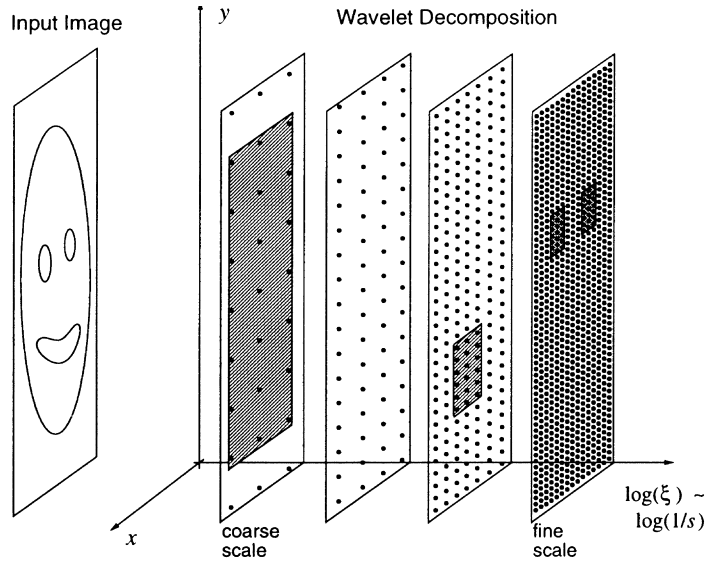 Input Image
y
Wavelet Decomposition
x
coarse
scale
fine
scale
log(ξ) ~
log(1/s)